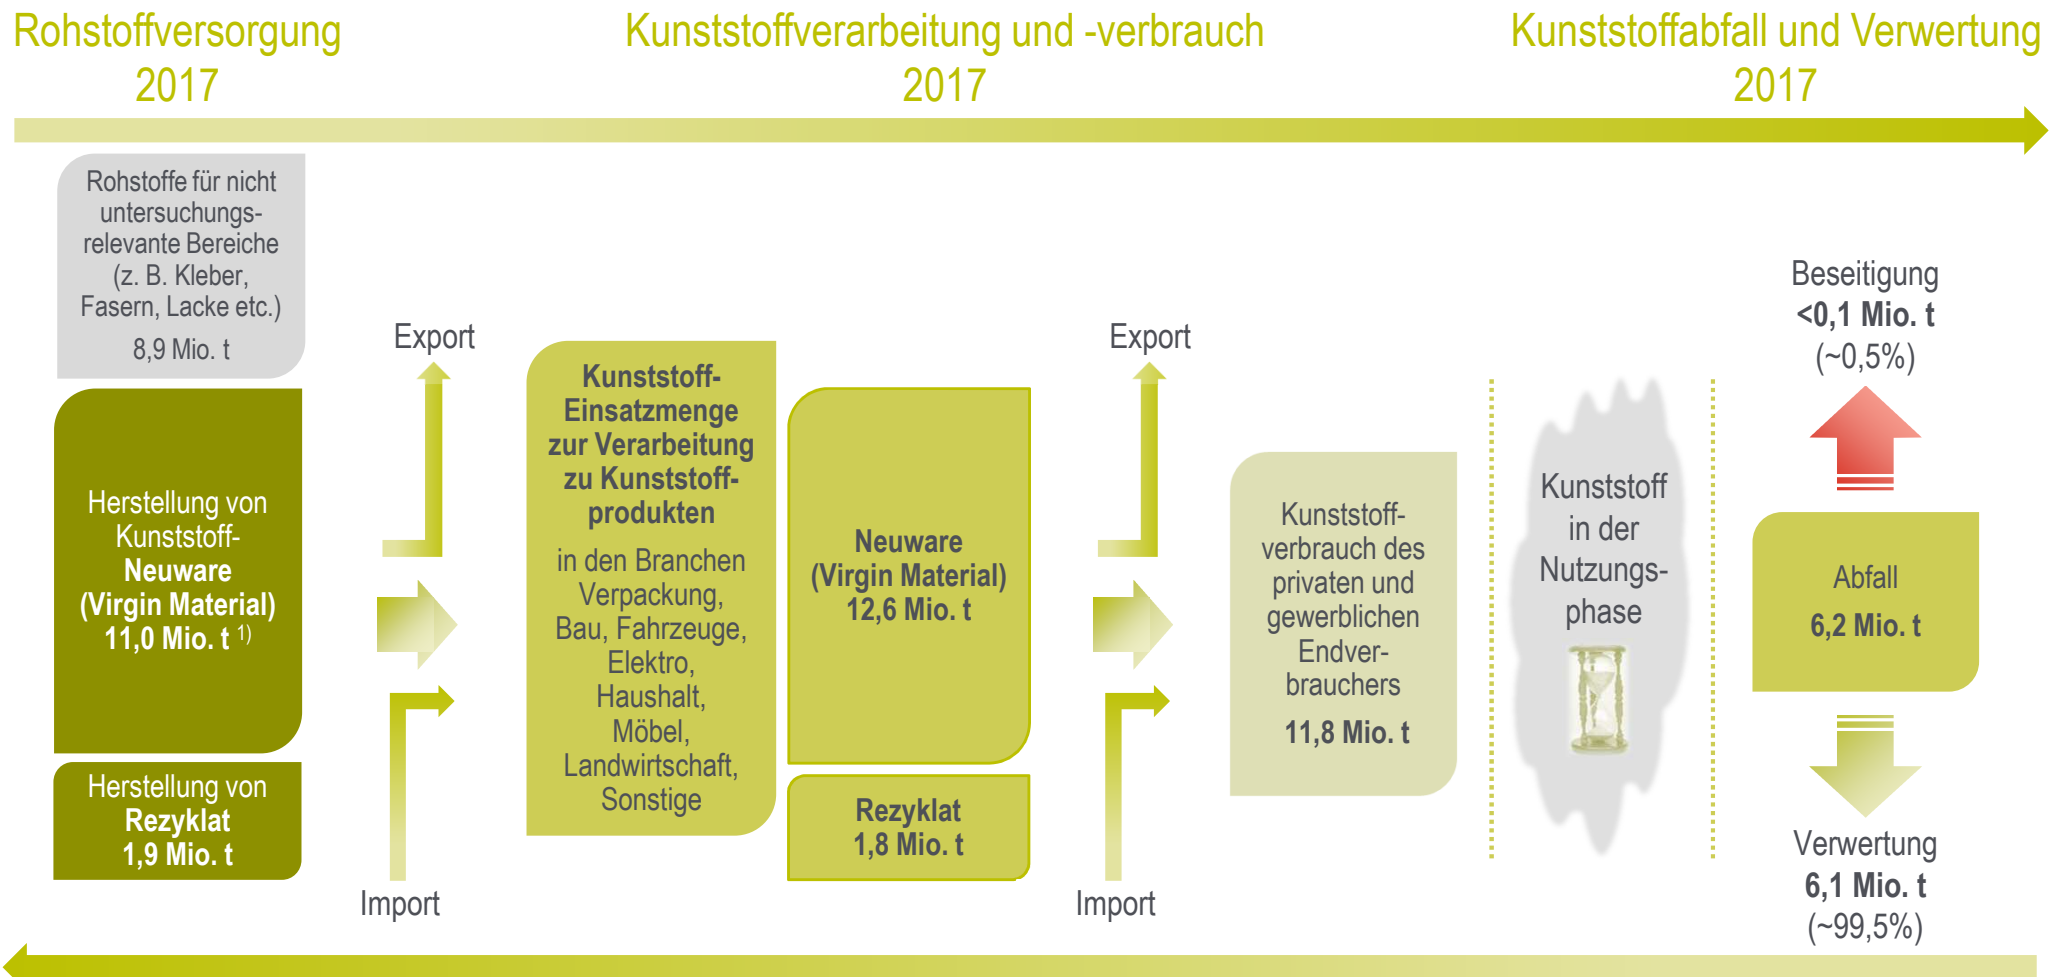 Rohstoffversorgung
2017
Kunststoffverarbeitung und -verbrauch
2017
Kunststoffabfall und Verwertung
2017
Rohstoffe für nicht
untersuchungs-
relevante Bereiche
(z. B. Kleber,
Fasern, Lacke etc.)
8,9 Mio. t
Herstellung von
Kunststoff-
Neuware
(Virgin Material)
11,0 Mio. t 1)
Herstellung von
Rezyklat
1,9 Mio. t
Export
Import
Kunststoff-
Einsatzmenge
zur Verarbeitung
zu Kunststoff-
produkten
in den Branchen
Verpackung,
Bau, Fahrzeuge,
Elektro,
Haushalt,
Möbel,
Landwirtschaft,
Sonstige
Neuware
(Virgin Material)
12,6 Mio. t
Rezyklat
1,8 Mio. t
Export
Import
Kunststoff-
verbrauch des
privaten und
gewerblichen
Endver-
brauchers
11,8 Mio. t
Kunststoff
in der
Nutzungs-
phase
Beseitigung
<0,1 Mio. t
(~0,5%)
Abfall
6,2 Mio. t
Verwertung
6,1 Mio. t
(~99,5%)